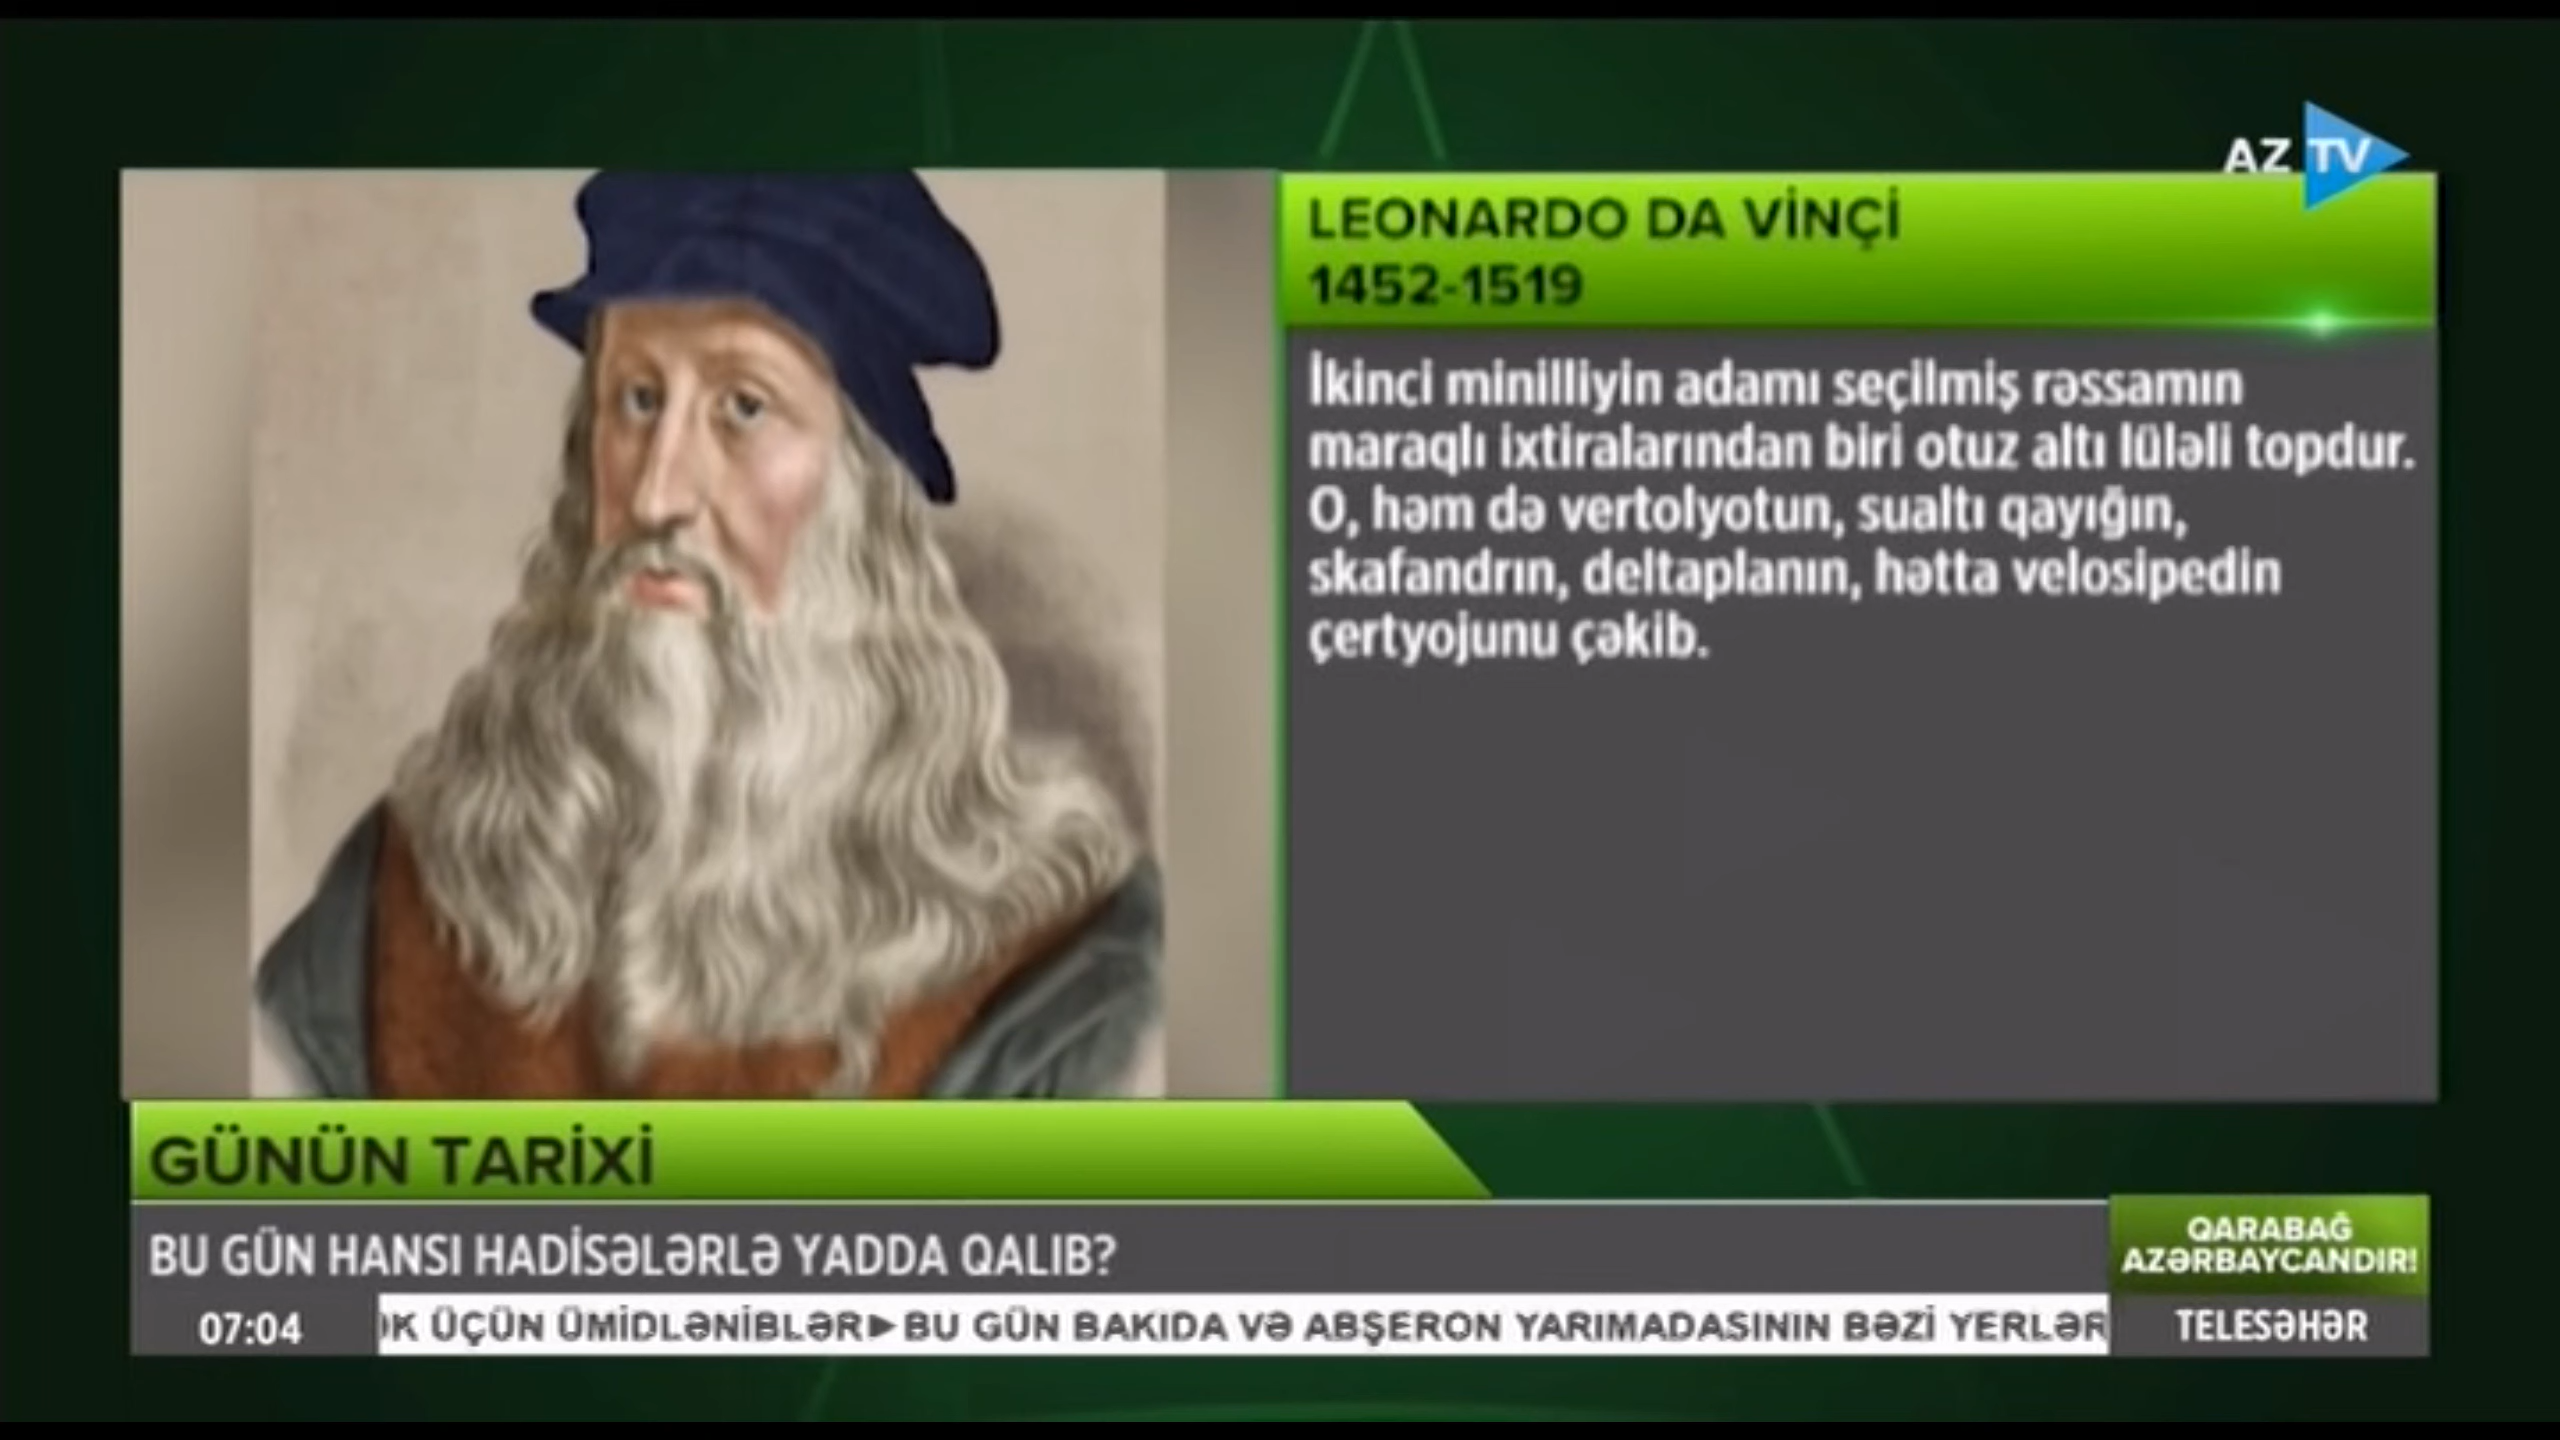 AZ TV
LEONARDO DA VİNÇİ
1452-1519
İkinci minilliyin adamı seçilmiş rəssamın
maraqlı ixtiralarından biri otuz altı lüləli topdur.
O, həm də vertolyotun, sualtı qayığın,
skafandrın, deltaplanın, hətta velosipedin
çertyojunu çəkib.
GÜNÜN TARİXİ
BU GÜN HANSI HADİSƏLƏRLƏ YADDA QALIB?
QARABAĞ
AZƏRBAYCANDIR!
07:04
ÜÇÜN ÜMİDLƏNİBLƏR►BU GÜN BAKIDA VƏ ABŞERON YARIMADASININ BƏZİ YERLƏR
TELESƏHƏR